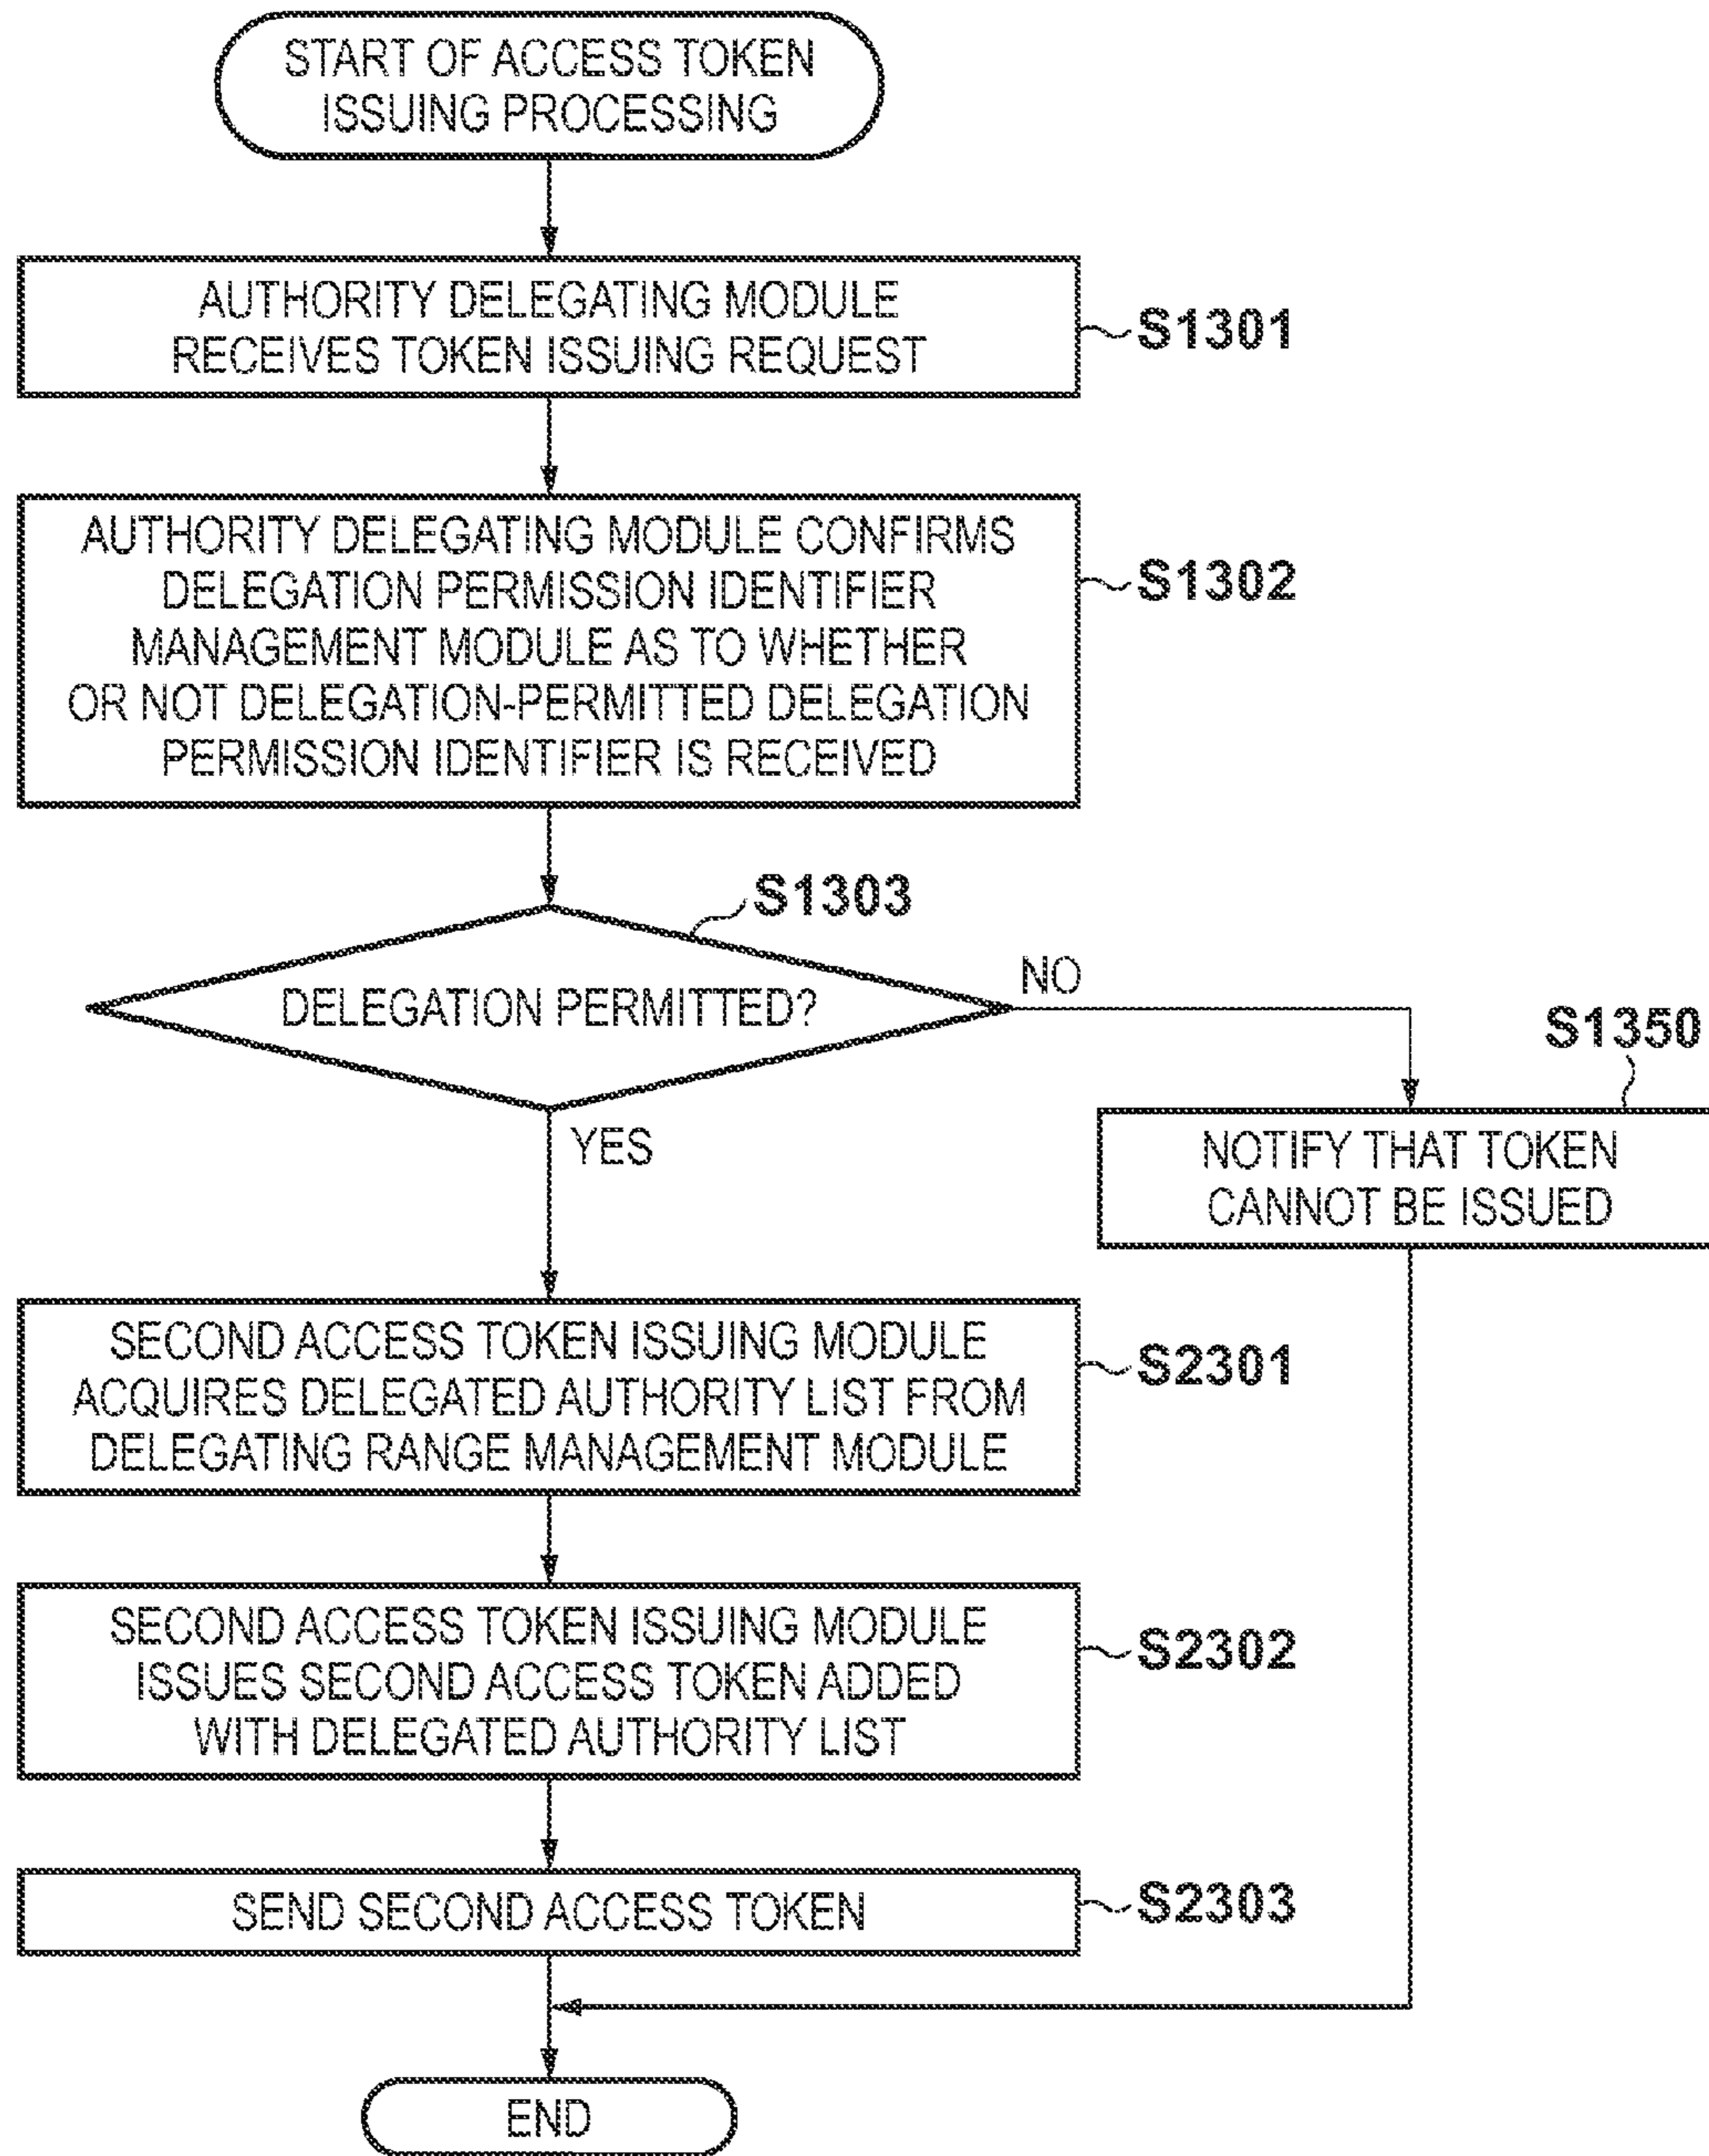 START OF ACCESS TOKEN
ISSUING PROCESSING
AUTHORITY DELEGATING MODULE
RECEIVES TOKEN ISSUING REQUEST
S1301
AUTHORITY DELEGATING MODULE CONFIRMS
DELEGATION PERMISSION IDENTIFIER
MANAGEMENT MODULE AS TO WHETHER
OR NOT DELEGATION-PERMITTED DELEGATION
PERMISSION IDENTIFIER IS RECEIVED
S1302
S1303
DELEGATION PERMITTED?
NO
YES
S1350
NOTIFY THAT TOKEN
CANNOT BE ISSUED
SECOND ACCESS TOKEN ISSUING MODULE
ACQUIRES DELEGATED AUTHORITY LIST FROM
DELEGATING RANGE MANAGEMENT MODULE
S2301
SECOND ACCESS TOKEN ISSUING MODULE
ISSUES SECOND ACCESS TOKEN ADDED
WITH DELEGATED AUTHORITY LIST
S2302
SEND SECOND ACCESS TOKEN
S2303
END